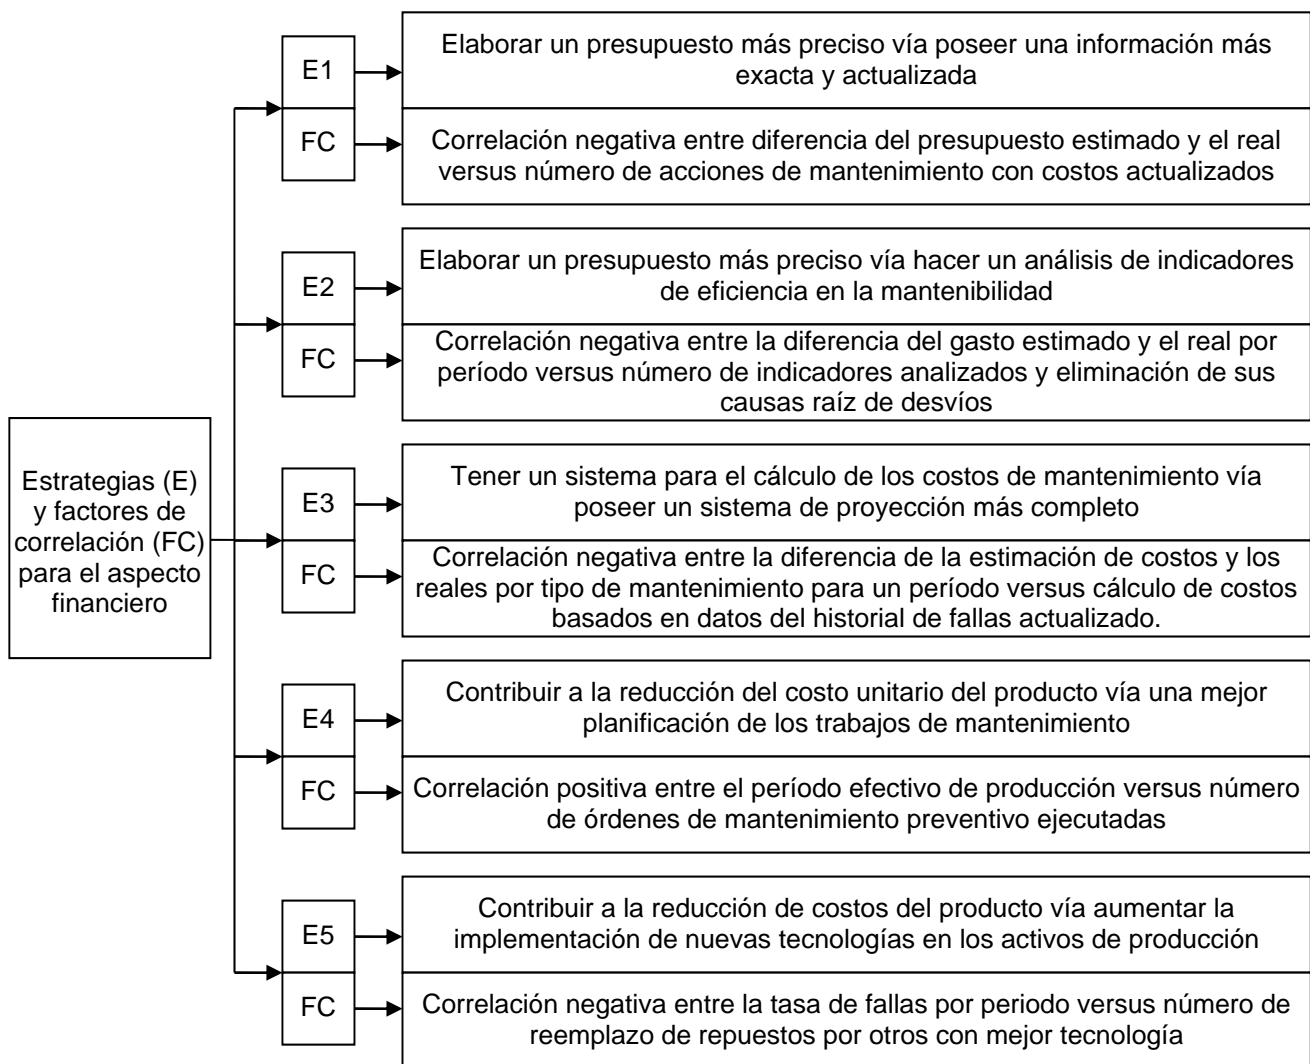 Estrategias (E)
y factores de
correlación (FC)
para el aspecto
financiero
E1
Elaborar un presupuesto más preciso vía poseer una información más
exacta y actualizada
FC
Correlación negativa entre diferencia del presupuesto estimado y el real
versus número de acciones de mantenimiento con costos actualizados
E2
Elaborar un presupuesto más preciso vía hacer un análisis de indicadores
de eficiencia en la mantenibilidad
FC
Correlación negativa entre la diferencia del gasto estimado y el real por
período versus número de indicadores analizados y eliminación de sus
causas raíz de desvíos
E3
Tener un sistema para el cálculo de los costos de mantenimiento vía
poseer un sistema de proyección más completo
FC
Correlación negativa entre la diferencia de la estimación de costos y los
reales por tipo de mantenimiento para un período versus cálculo de costos
basados en datos del historial de fallas actualizado.
E4
Contribuir a la reducción del costo unitario del producto vía una mejor
planificación de los trabajos de mantenimiento
FC
Correlación positiva entre el período efectivo de producción versus número
de órdenes de mantenimiento preventivo ejecutadas
E5
Contribuir a la reducción de costos del producto vía aumentar la
implementación de nuevas tecnologías en los activos de producción
FC
Correlación negativa entre la tasa de fallas por periodo versus número de
reemplazo de repuestos por otros con mejor tecnología